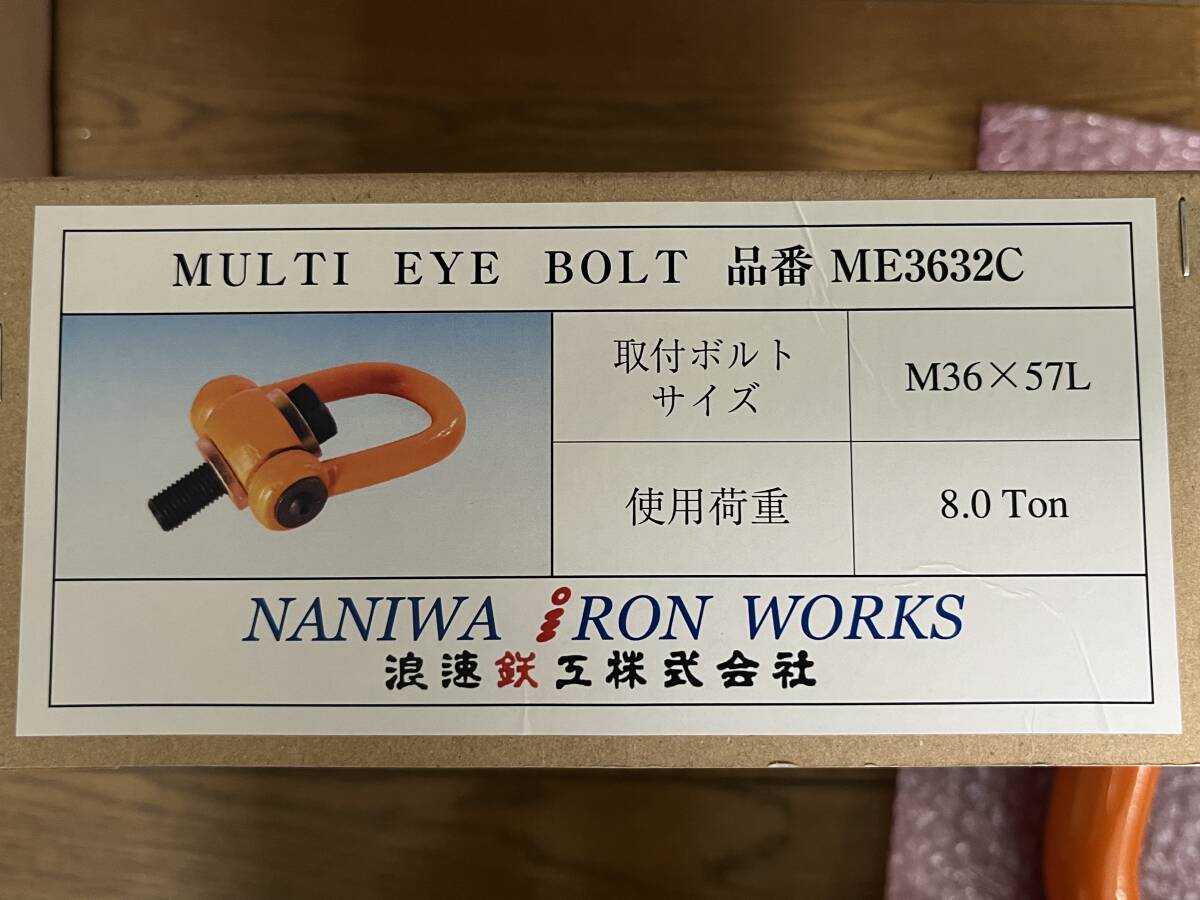 MULTI EYE BOLT 品番 ME3632C
取付ボルト
サイズ
M36×57L
使用荷重
8.0 Ton
NANIWA iRON WORKS
浪速鉄工株式会社